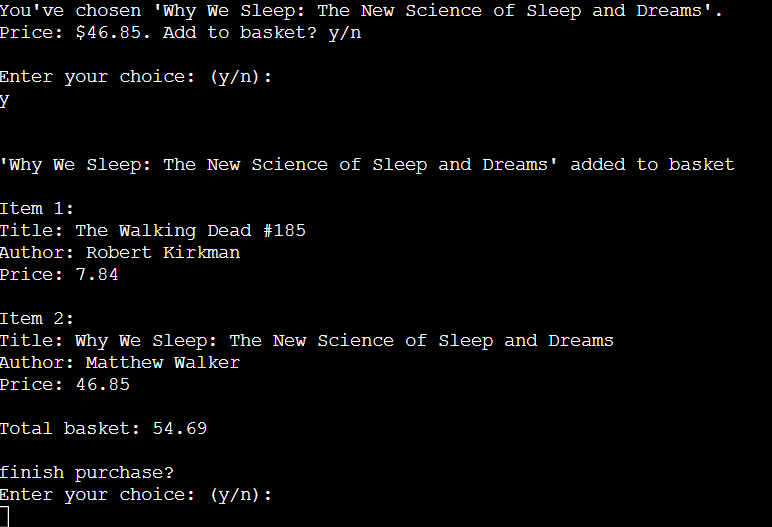 You've chosen 'Why We Sleep: The New Science of Sleep and Dreams'.
Price: $46.85. Add to basket? y/n
Enter your choice: (y/n):
y
'Why We Sleep: The New Science of Sleep and Dreams' added to basket
Item 1:
Title: The Walking Dead #185
Author: Robert Kirkman
Price: 7.84
Item 2:
Title: Why We Sleep: The New Science of Sleep and Dreams
Author: Matthew Walker
Price: 46.85
Total basket: 54.69
finish purchase?
Enter your choice: (y/n):